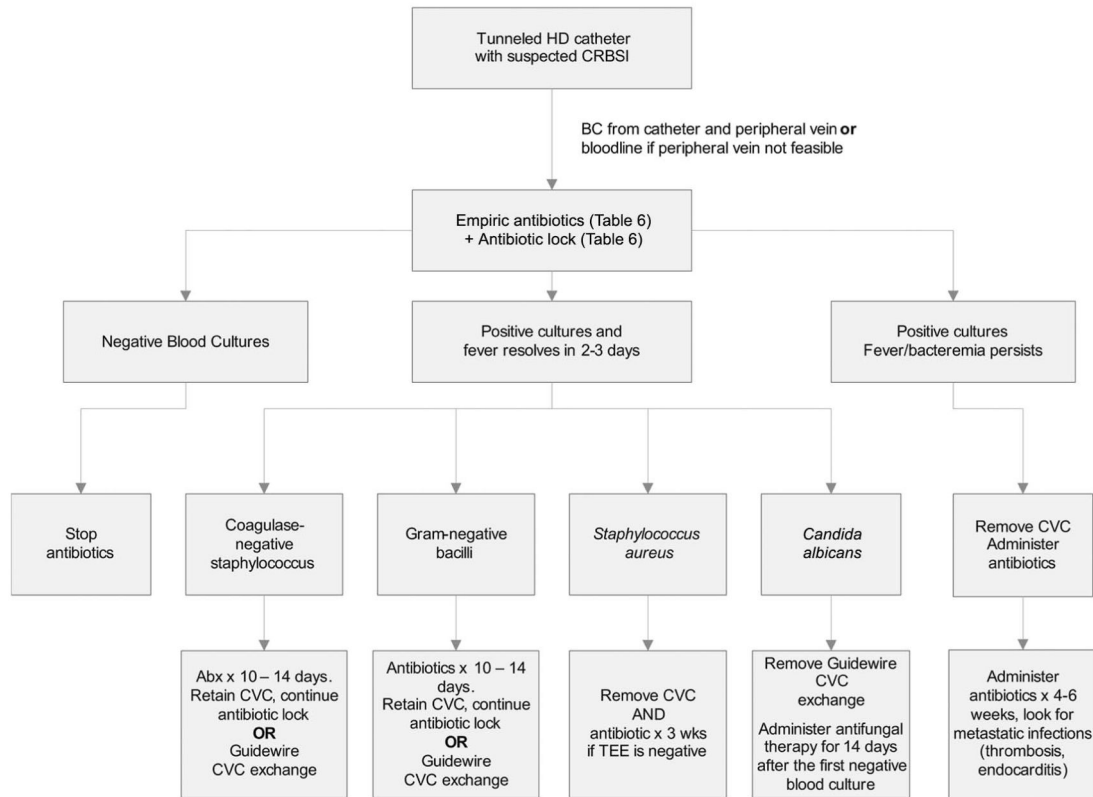 Tunneled HD catheter
with suspected CRBSI
BC from catheter and peripheral vein or
bloodline if peripheral vein not feasible
Empiric antibiotics (Table 6)
+ Antibiotic lock (Table 6)
Negative Blood Cultures
Positive cultures and
fever resolves in 2-3 days
Positive cultures
Fever/bacteremia persists
Stop
antibiotics
Coagulase-
negative
staphylococcus
Gram-negative
bacilli
Staphylococcus
aureus
Candida
albicans
Remove CVC
Administer
antibiotics
Abx x 10 – 14 days.
Retain CVC, continue
antibiotic lock
OR
Guidewire
CVC exchange
Antibiotics x 10 – 14
days.
Retain CVC, continue
antibiotic lock
OR
Guidewire
CVC exchange
Remove CVC
AND
antibiotic x 3 wks
if TEE is negative
Remove Guidewire
CVC
exchange
Administer antifungal
therapy for 14 days
after the first negative
blood culture
Administer
antibiotics x 4-6
weeks, look for
metastatic infections
(thrombosis,
endocarditis)